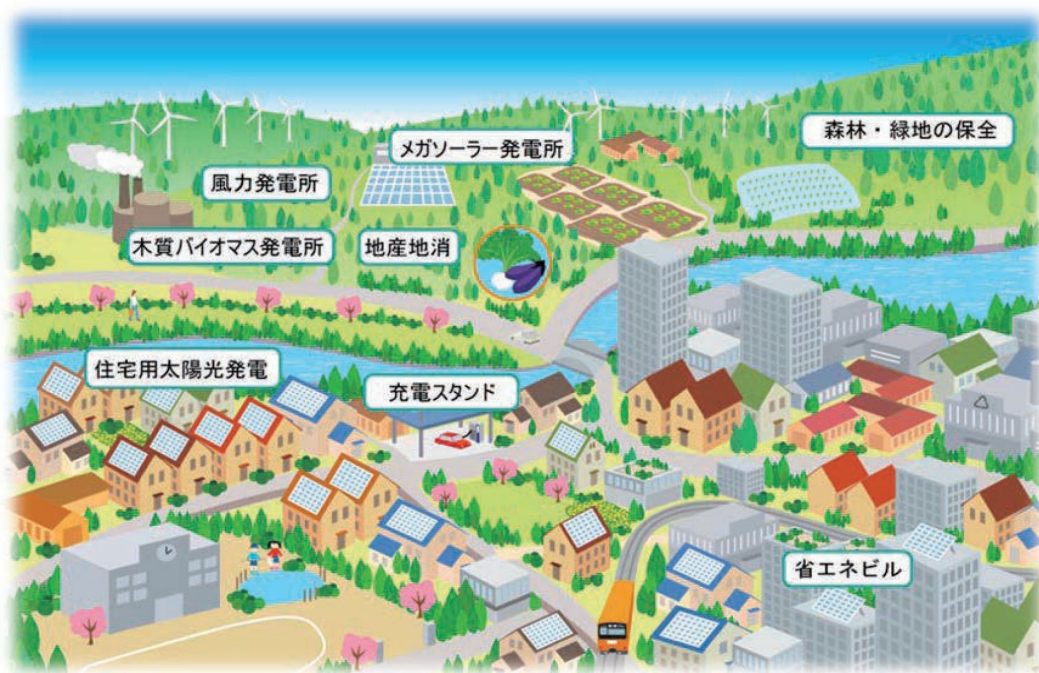 メガソーラー発電所
森林・緑地の保全
風力発電所
木質バイオマス発電所
地産地消
住宅用太陽光発電
充電スタンド
省エネビル